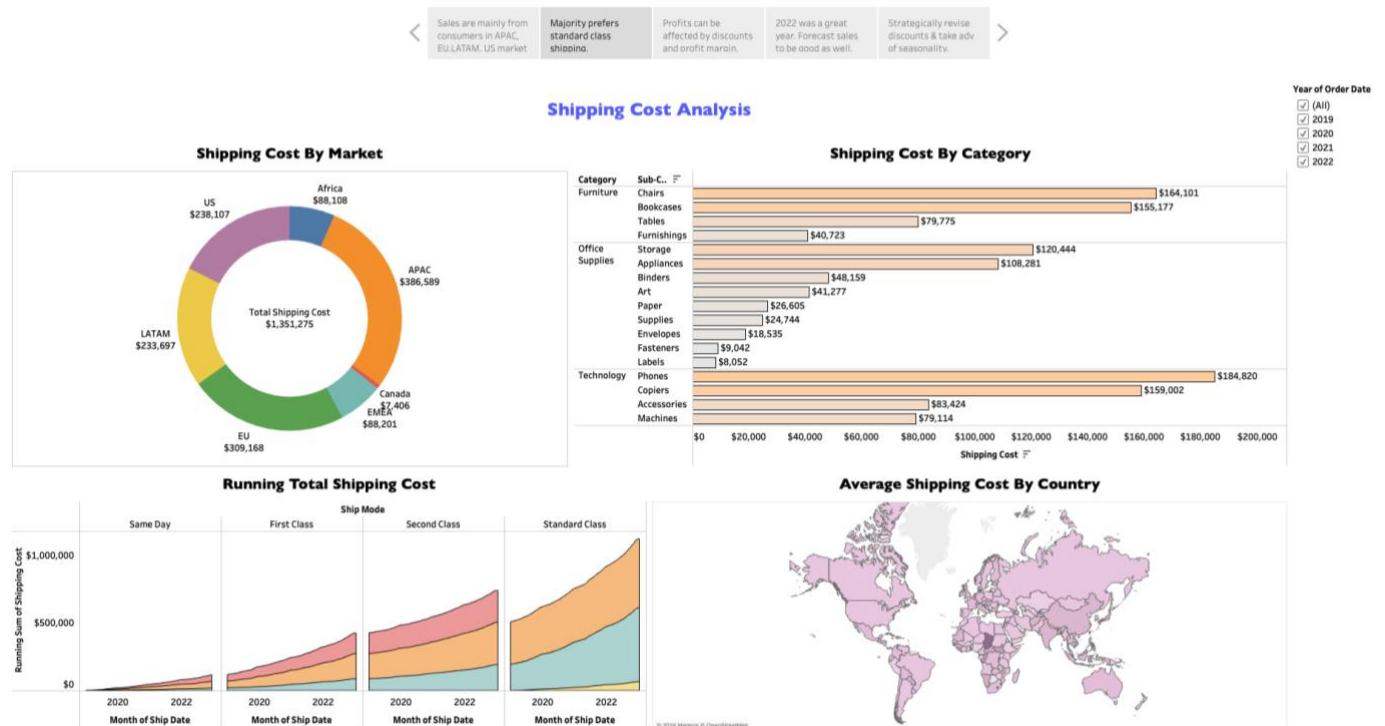 Sales are mainly from
consumers in APAC,
EU,LATAM. US market
Majority prefers
standard class
shipping.
Profits can be
affected by discounts
and profit margin.
2022 was a great
year. Forecast sales
to be good as well.
Strategically revise
discounts & take adv
of seasonality.
Shipping Cost Analysis
Year of Order Date
(All)
2019
2020
2021
2022
Shipping Cost By Market
Africa
$88,108
US
$238,107
APAC
$386,589
Total Shipping Cost
$1,351,275
LATAM
$233,697
Canada
$7,406
EMEA
$88,201
EU
$309,168
Shipping Cost By Category
Category Sub-C..
Furniture Chairs $164,101
Bookcases $155,177
Tables $79,775
Furnishings $40,723
Office Supplies Storage $120,444
Appliances $108,281
Binders $48,159
Art $41,277
Paper $26,605
Supplies $24,744
Envelopes $18,535
Fasteners $9,042
Labels $8,052
Technology Phones $184,820
Copiers $159,002
Accessories $83,424
Machines $79,114
$0 $20,000 $40,000 $60,000 $80,000 $100,000 $120,000 $140,000 $160,000 $180,000 $200,000
Shipping Cost
Running Total Shipping Cost
Ship Mode
Same Day First Class Second Class Standard Class
Running Sum of Shipping Cost
$1,000,000
$500,000
$0
2020 2022 2020 2022 2020 2022 2020 2022
Month of Ship Date Month of Ship Date Month of Ship Date Month of Ship Date
Average Shipping Cost By Country
© 2024 Mapbox © OpenStreetMap